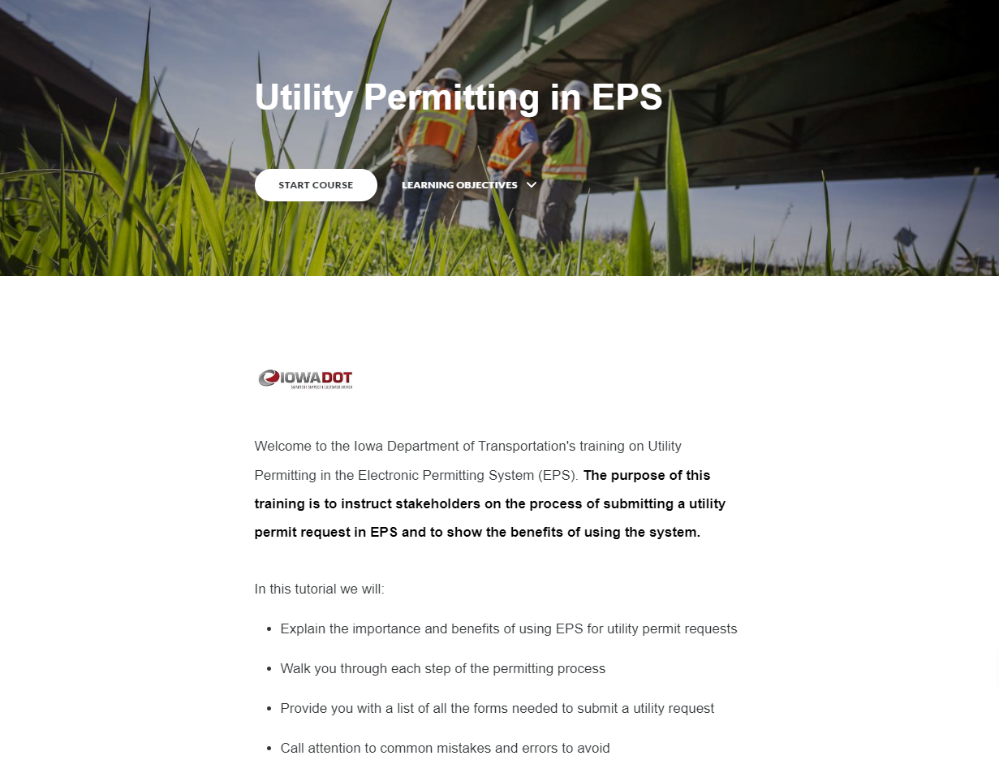 Utility Permitting in EPS
START COURSE
LEARNING OBJECTIVES
IOWADOT
SMARTER | SIMPLER | CUSTOMER DRIVEN
Welcome to the Iowa Department of Transportation's training on Utility
Permitting in the Electronic Permitting System (EPS). The purpose of this
training is to instruct stakeholders on the process of submitting a utility
permit request in EPS and to show the benefits of using the system.
In this tutorial we will:
• Explain the importance and benefits of using EPS for utility permit requests
• Walk you through each step of the permitting process
• Provide you with a list of all the forms needed to submit a utility request
• Call attention to common mistakes and errors to avoid